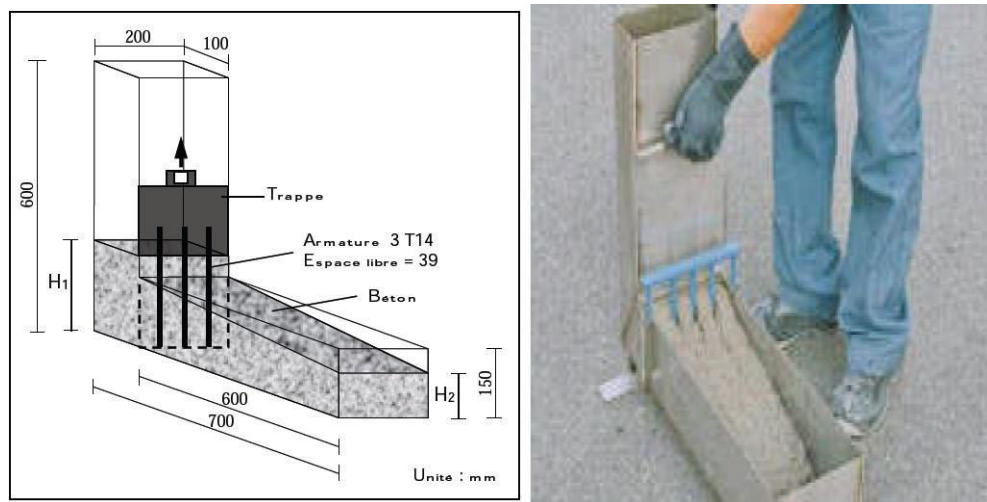 200
100
600
Trappe
Armature 3 T14
Espace libre = 39
H1
Béton
H2
150
600
700
Unité : mm